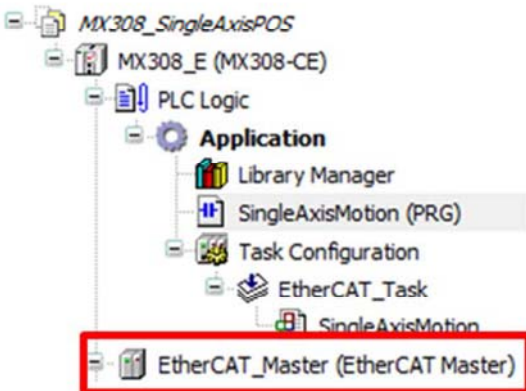 MX308_SingleAxisPOS
MX308_E (MX308-CE)
PLC Logic
Application
Library Manager
SingleAxisMotion (PRG)
Task Configuration
EtherCAT_Task
SingleAxisMotion
EtherCAT_Master (EtherCAT Master)